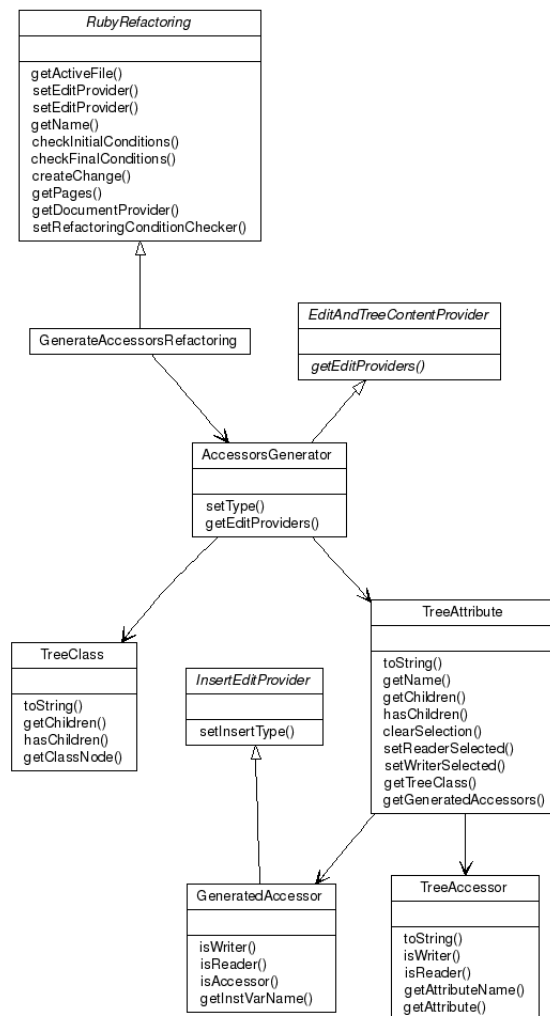 RubyRefactoring
getActiveFile()
setEditProvider()
setEditProvider()
getName()
checkInitialConditions()
checkFinalConditions()
createChange()
getPages()
getDocumentProvider()
setRefactoringConditionChecker()
GenerateAccessorsRefactoring
EditAndTreeContentProvider
getEditProviders()
AccessorsGenerator
setType()
getEditProviders()
TreeClass
toString()
getChildren()
hasChildren()
getClassNode()
InsertEditProvider
setInsertType()
TreeAttribute
toString()
getName()
getChildren()
hasChildren()
clearSelection()
setReaderSelected()
setWriterSelected()
getTreeClass()
getGeneratedAccessors()
GeneratedAccessor
isWriter()
isReader()
isAccessor()
getInstVarName()
TreeAccessor
toString()
isWriter()
isReader()
getAttributeName()
getAttribute()